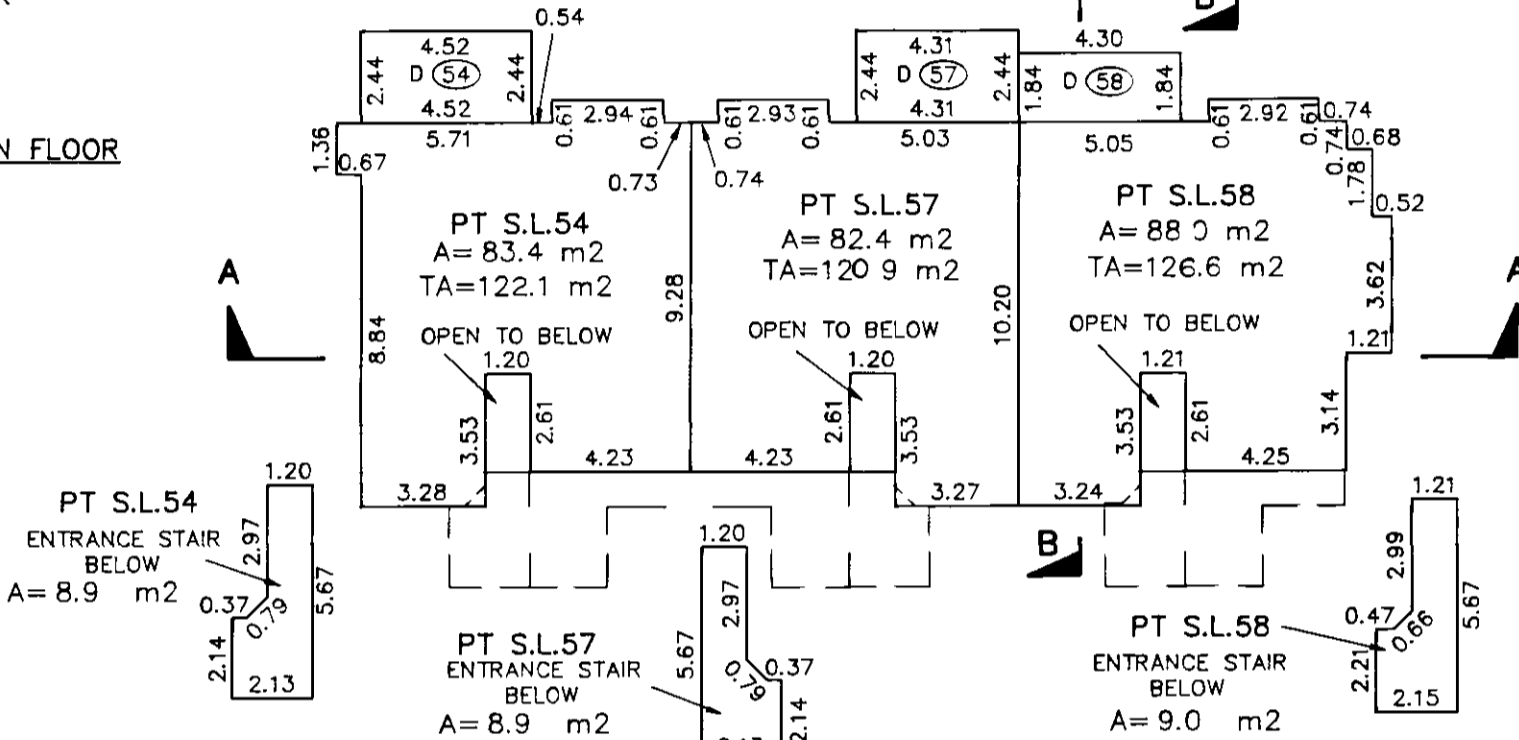 0.54
4.52
2.44
D 54
2.44
4.52
4.31
2.44
D 57
2.44
4.31
4.30
1.84
D 58
1.84
N FLOOR
1.36
0.67
5.71
0.61
2.94
0.61
0.73
0.74
0.61
2.93
0.61
5.03
5.05
0.61
2.92
0.61
0.74
0.74
0.68
1.78
0.52
3.62
1.21
3.14
PT S.L.54
A= 83.4 m2
TA=122.1 m2
PT S.L.57
A= 82.4 m2
TA=120 9 m2
PT S.L.58
A= 88 m2
TA=126.6 m2
A
A
8.84
9.28
10.20
OPEN TO BELOW
1.20
3.53
2.61
OPEN TO BELOW
1.20
2.61
3.53
OPEN TO BELOW
1.21
3.53
2.61
3.28
4.23
4.23
3.27
3.24
4.25
B
PT S.L.54
ENTRANCE STAIR
BELOW
A= 8.9 m2
1.20
2.97
5.67
0.37
0.79
2.14
2.13
PT S.L.57
ENTRANCE STAIR
BELOW
A= 8.9 m2
1.20
2.97
5.67
0.37
0.79
2.14
PT S.L.58
ENTRANCE STAIR
BELOW
A= 9.0 m2
1.21
2.99
5.67
0.47
0.66
2.21
2.15